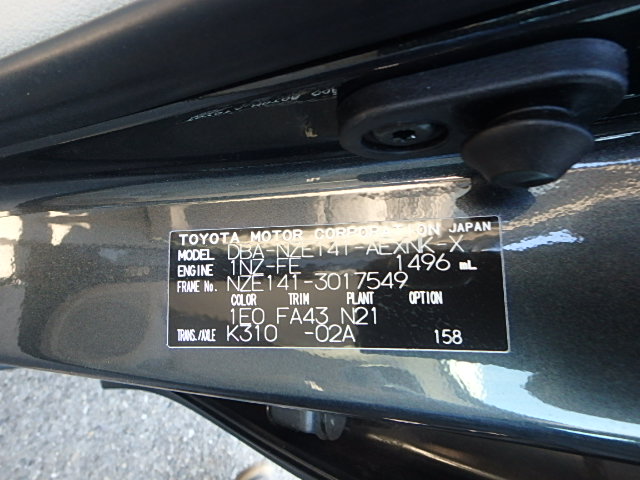 TOYOTA MOTOR CORPORATION JAPAN
MODEL DBA-NZE141-AEXNK-X
ENGINE 1NZ-FE 1496 mL
FRAME No. NZE141-3017549
COLOR TRIM PLANT OPTION
1E0 FA43 N21
TRANS./AXLE K310 -02A 158